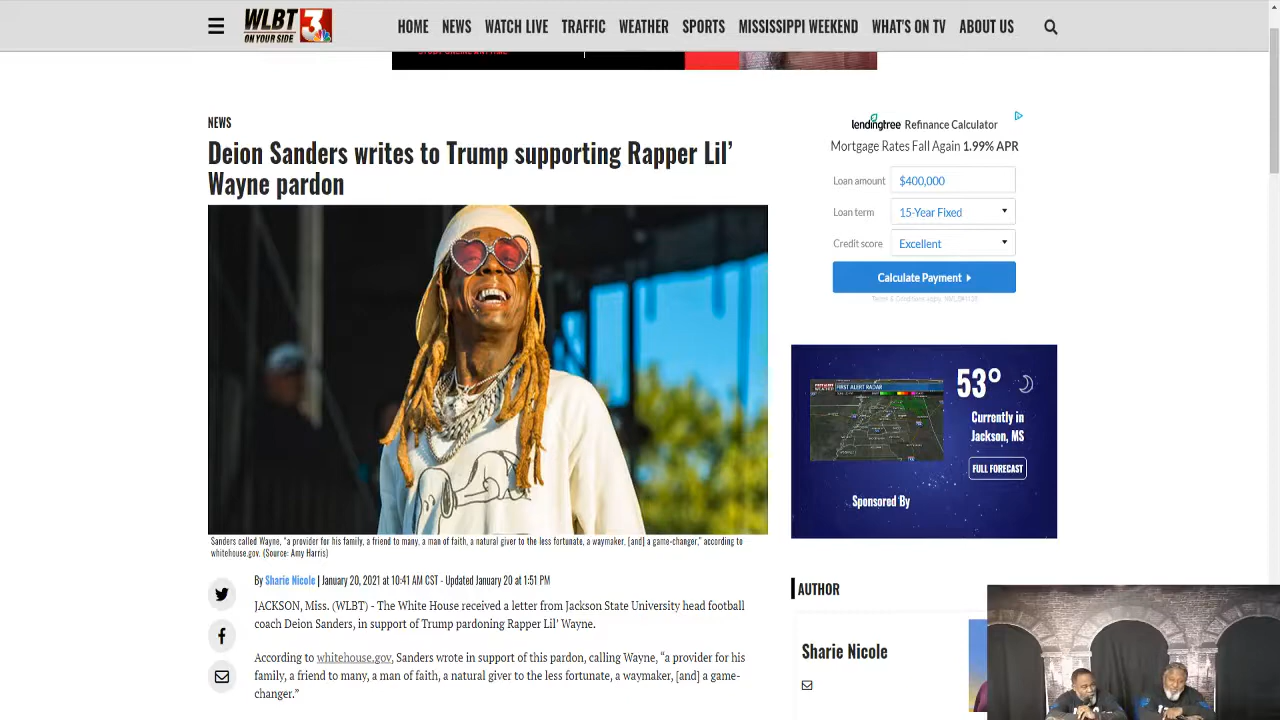 WLBT 3
ON YOUR SIDE
HOME NEWS WATCH LIVE TRAFFIC WEATHER SPORTS MISSISSIPPI WEEKEND WHAT'S ON TV ABOUT US
NEWS
Deion Sanders writes to Trump supporting Rapper Lil'
Wayne pardon
Sanders called Wayne, "a provider for his family, a friend to many, a man of faith, a natural giver to the less fortunate, a waymaker, [and] a game-changer," according to
whitehouse.gov. (Source: Amy Harris)
By Sharie Nicole | January 20, 2021 at 10:41 AM CST - Updated January 20 at 1:51 PM
JACKSON, Miss. (WLBT) - The White House received a letter from Jackson State University head football
coach Deion Sanders, in support of Trump pardoning Rapper Lil' Wayne.
According to whitehouse.gov, Sanders wrote in support of this pardon, calling Wayne, "a provider for his
family, a friend to many, a man of faith, a natural giver to the less fortunate, a waymaker, [and] a game-
changer."
lendingtree Refinance Calculator
Mortgage Rates Fall Again 1.99% APR
Loan amount $400,000
Loan term 15-Year Fixed
Credit score Excellent
Calculate Payment
Terms & Conditions apply.
FIRST ALERT RADAR
53°
Currently in
Jackson, MS
FULL FORECAST
Sponsored By
AUTHOR
Sharie Nicole